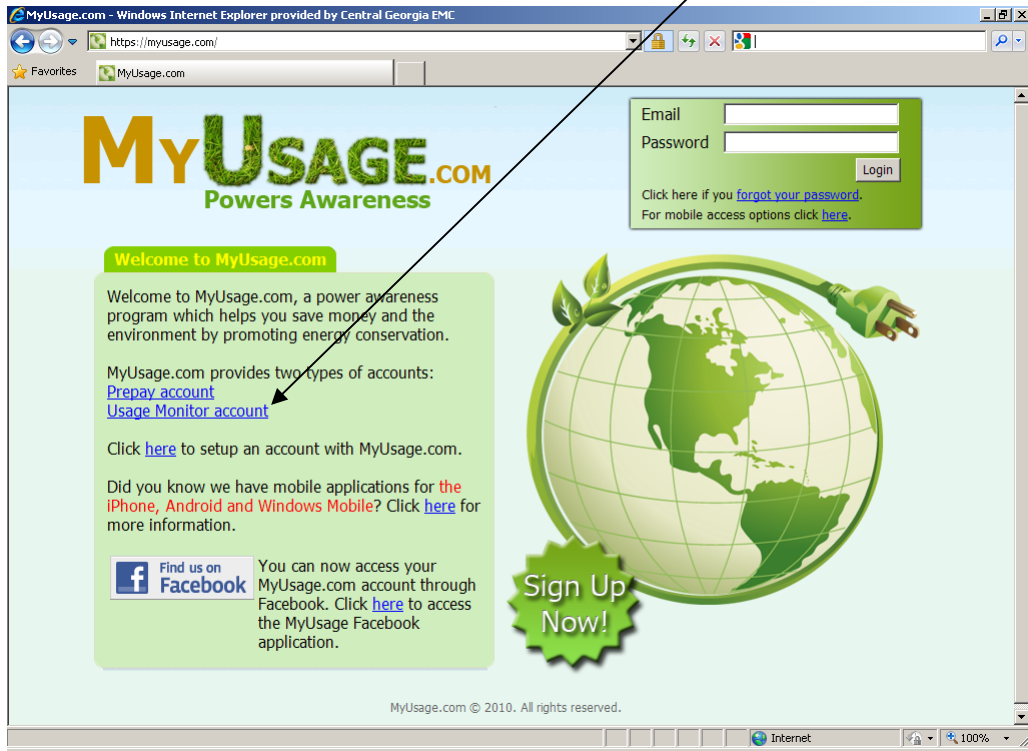 MyUsage.com - Windows Internet Explorer provided by Central Georgia EMC
https://myusage.com/
Favorites
MyUsage.com
MYUSAGE.COM
Powers Awareness
Email
Password
Login
Click here if you forgot your password.
For mobile access options click here.
Welcome to MyUsage.com
Welcome to MyUsage.com, a power awareness
program which helps you save money and the
environment by promoting energy conservation.
MyUsage.com provides two types of accounts:
Prepay account
Usage Monitor account
Click here to setup an account with MyUsage.com.
Did you know we have mobile applications for the
iPhone, Android and Windows Mobile? Click here for
more information.
Find us on
Facebook
You can now access your
MyUsage.com account through
Facebook. Click here to access
the MyUsage Facebook
application.
Sign Up
Now!
MyUsage.com © 2010. All rights reserved.
Internet
100%